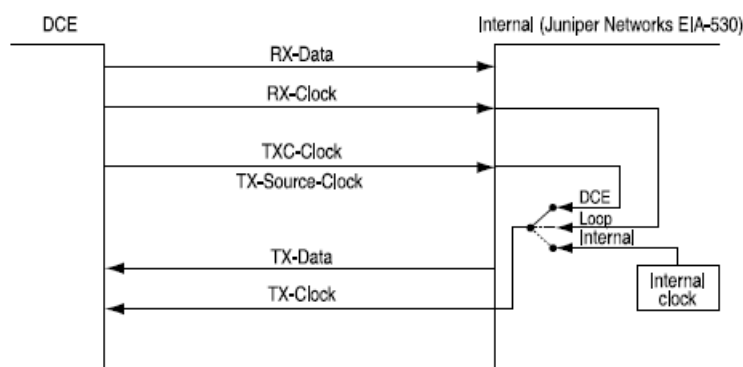 DCE
Internal (Juniper Networks EIA-530)
RX-Data
RX-Clock
TXC-Clock
TX-Source-Clock
DCE
Loop
Internal
TX-Data
Internal
clock
TX-Clock